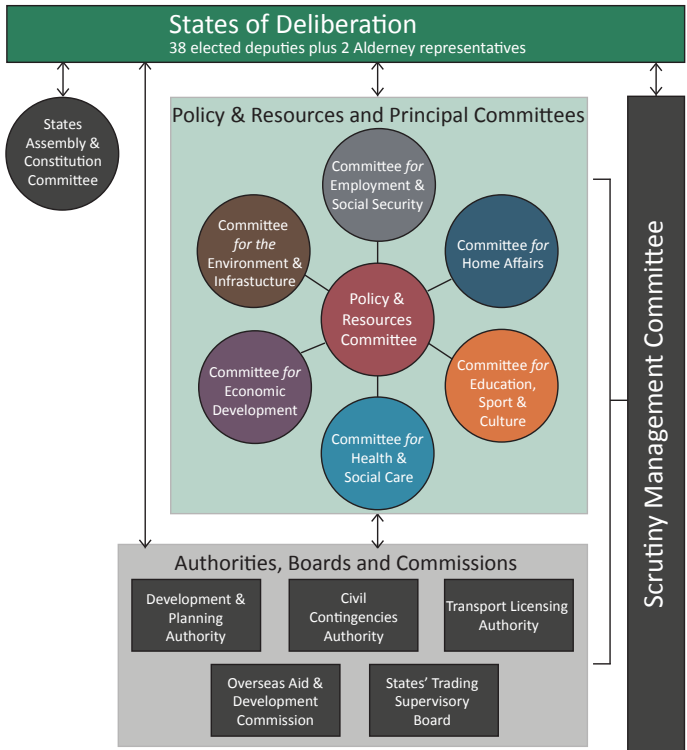 States of Deliberation
38 elected deputies plus 2 Alderney representatives
States
Assembly &
Constitution
Committee
Policy & Resources and Principal Committees
Committee for
Employment &
Social Security
Committee
for the
Environment &
Infrastucture
Committee for
Home Affairs
Policy &
Resources
Committee
Committee for
Economic
Development
Committee for
Education,
Sport &
Culture
Committee for
Health &
Social Care
Scrutiny Management Committee
Authorities, Boards and Commissions
Development &
Planning
Authority
Civil
Contingencies
Authority
Transport Licensing
Authority
Overseas Aid &
Development
Commission
States’ Trading
Supervisory
Board